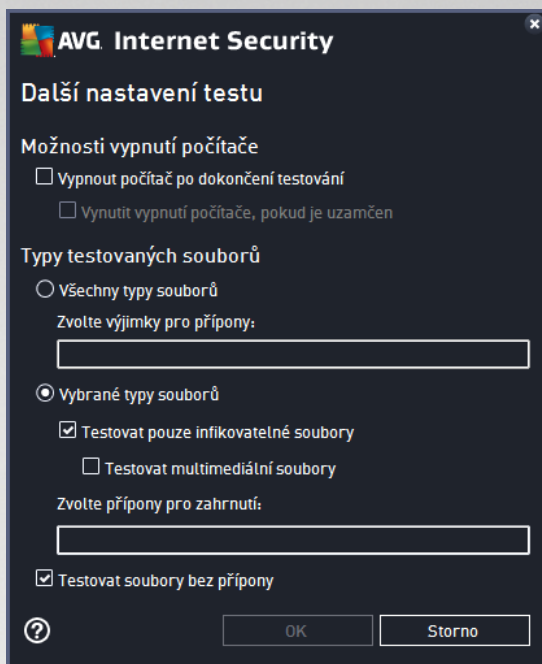 AVG. Internet Security
Další nastavení testu
Možnosti vypnutí počítače
Vypnout počítač po dokončení testování
Vynutit vypnutí počítače, pokud je uzamčen
Typy testovaných souborů
Všechny typy souborů
Zvolte výjimky pro přípony:
Vybrané typy souborů
Testovat pouze infikovatelné soubory
Testovat multimediální soubory
Zvolte přípony pro zahrnutí:
Testovat soubory bez přípony
OK
Storno